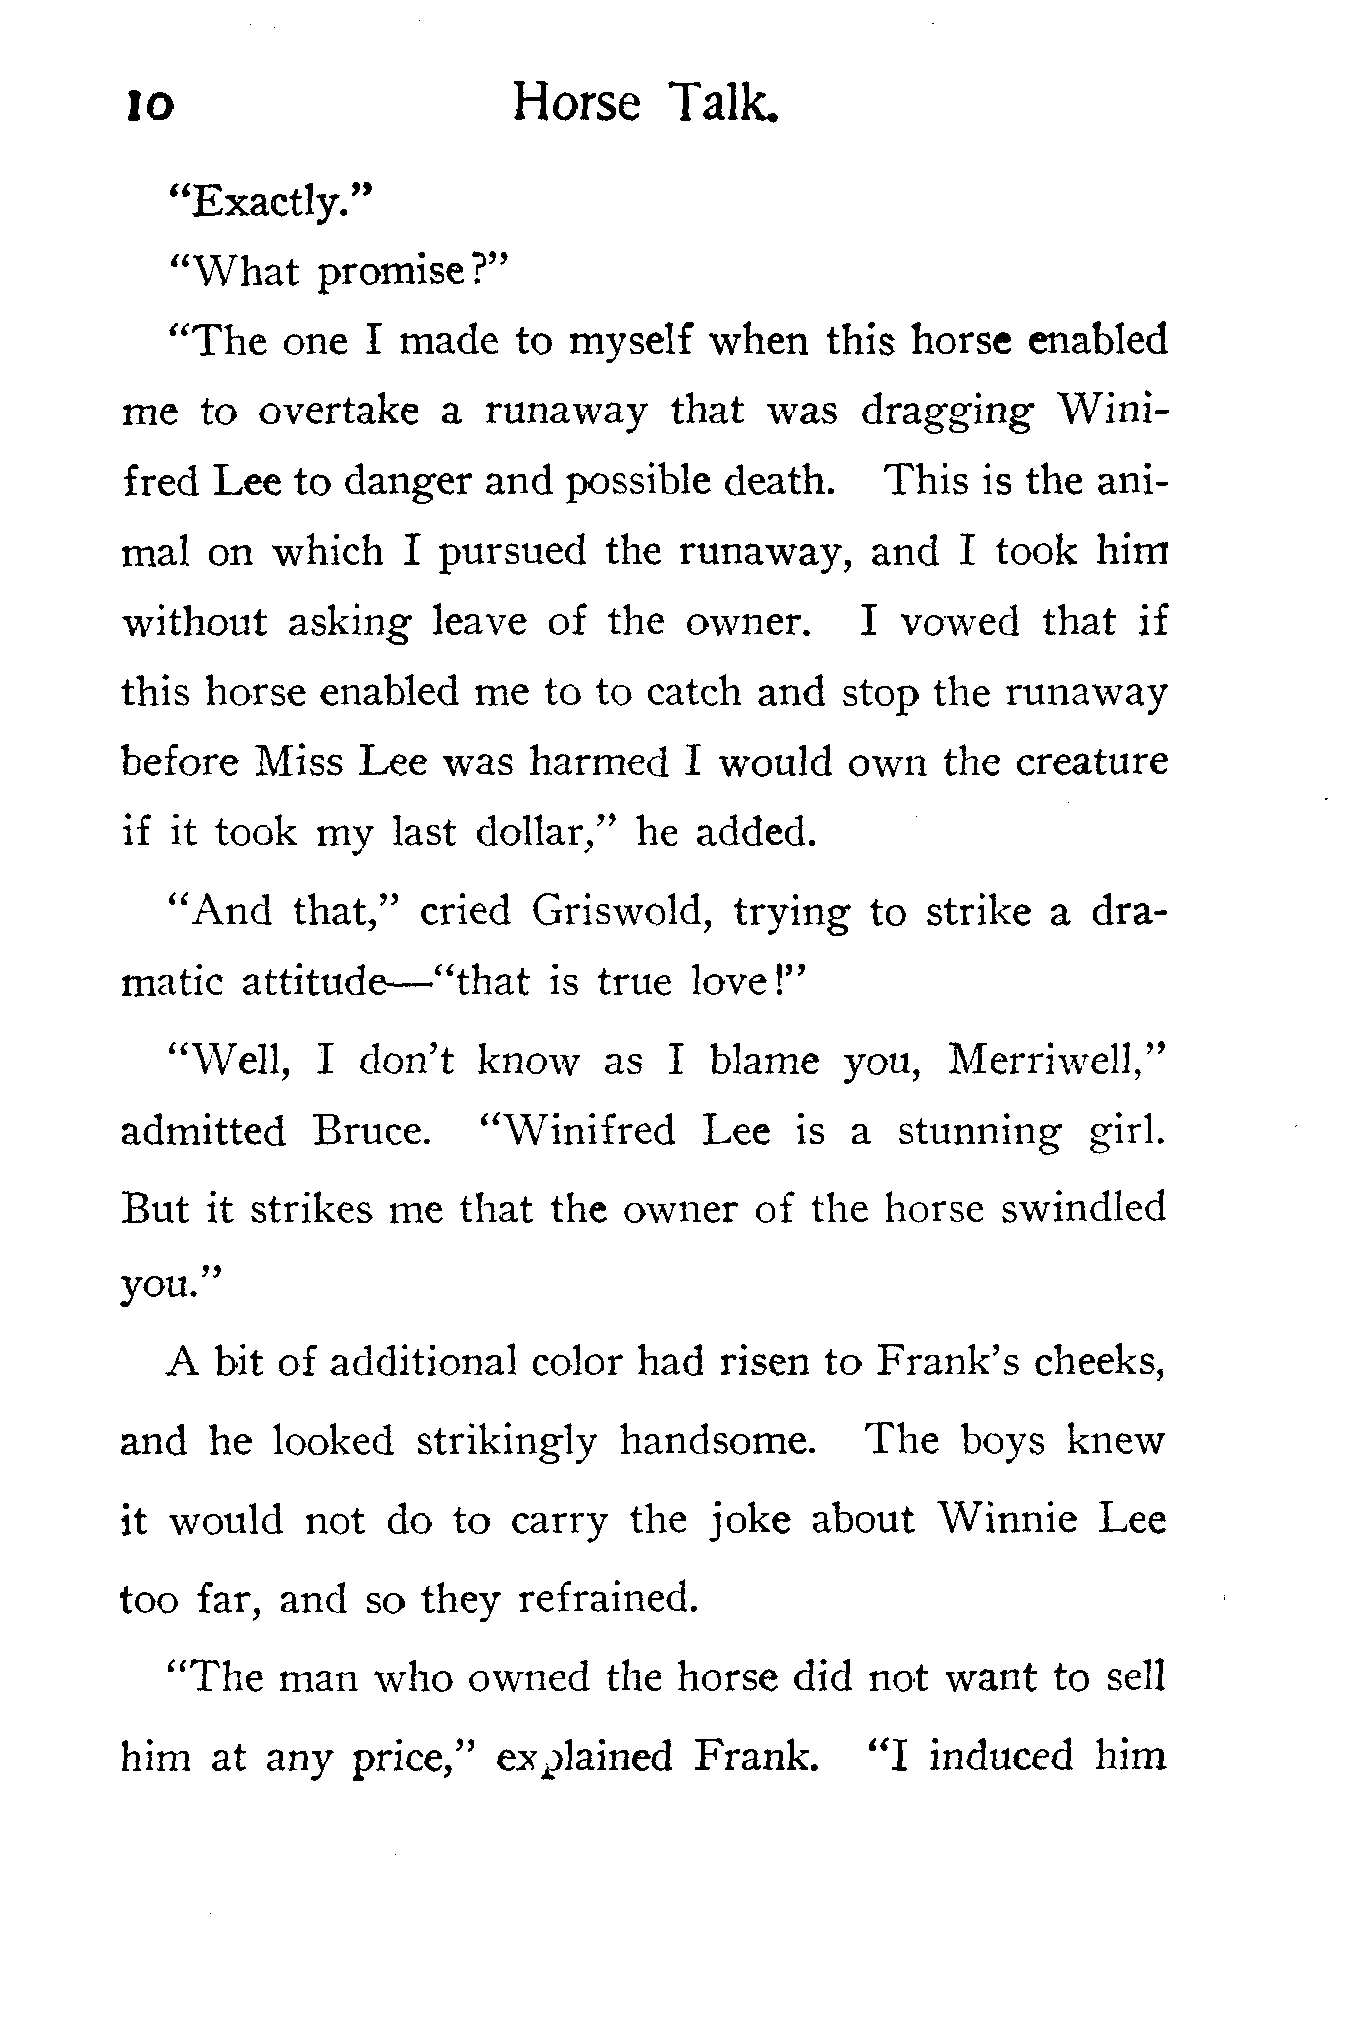 10 Horse Talk.
“Exactly.”
“What promise?”
“The one I made to myself when this horse enabled
me to overtake a runaway that was dragging Wini-
fred Lee to danger and possible death. This is the ani-
mal on which I pursued the runaway, and I took him
without asking leave of the owner. I vowed that if
this horse enabled me to to catch and stop the runaway
before Miss Lee was harmed I would own the creature
if it took my last dollar,” he added.
“And that,” cried Griswold, trying to strike a dra-
matic attitude—“that is true love!”
“Well, I don’t know as I blame you, Merriwell,”
admitted Bruce. “Winifred Lee is a stunning girl.
But it strikes me that the owner of the horse swindled
you.”
A bit of additional color had risen to Frank’s cheeks,
and he looked strikingly handsome. The boys knew
it would not do to carry the joke about Winnie Lee
too far, and so they refrained.
“The man who owned the horse did not want to sell
him at any price,” explained Frank. “I induced him